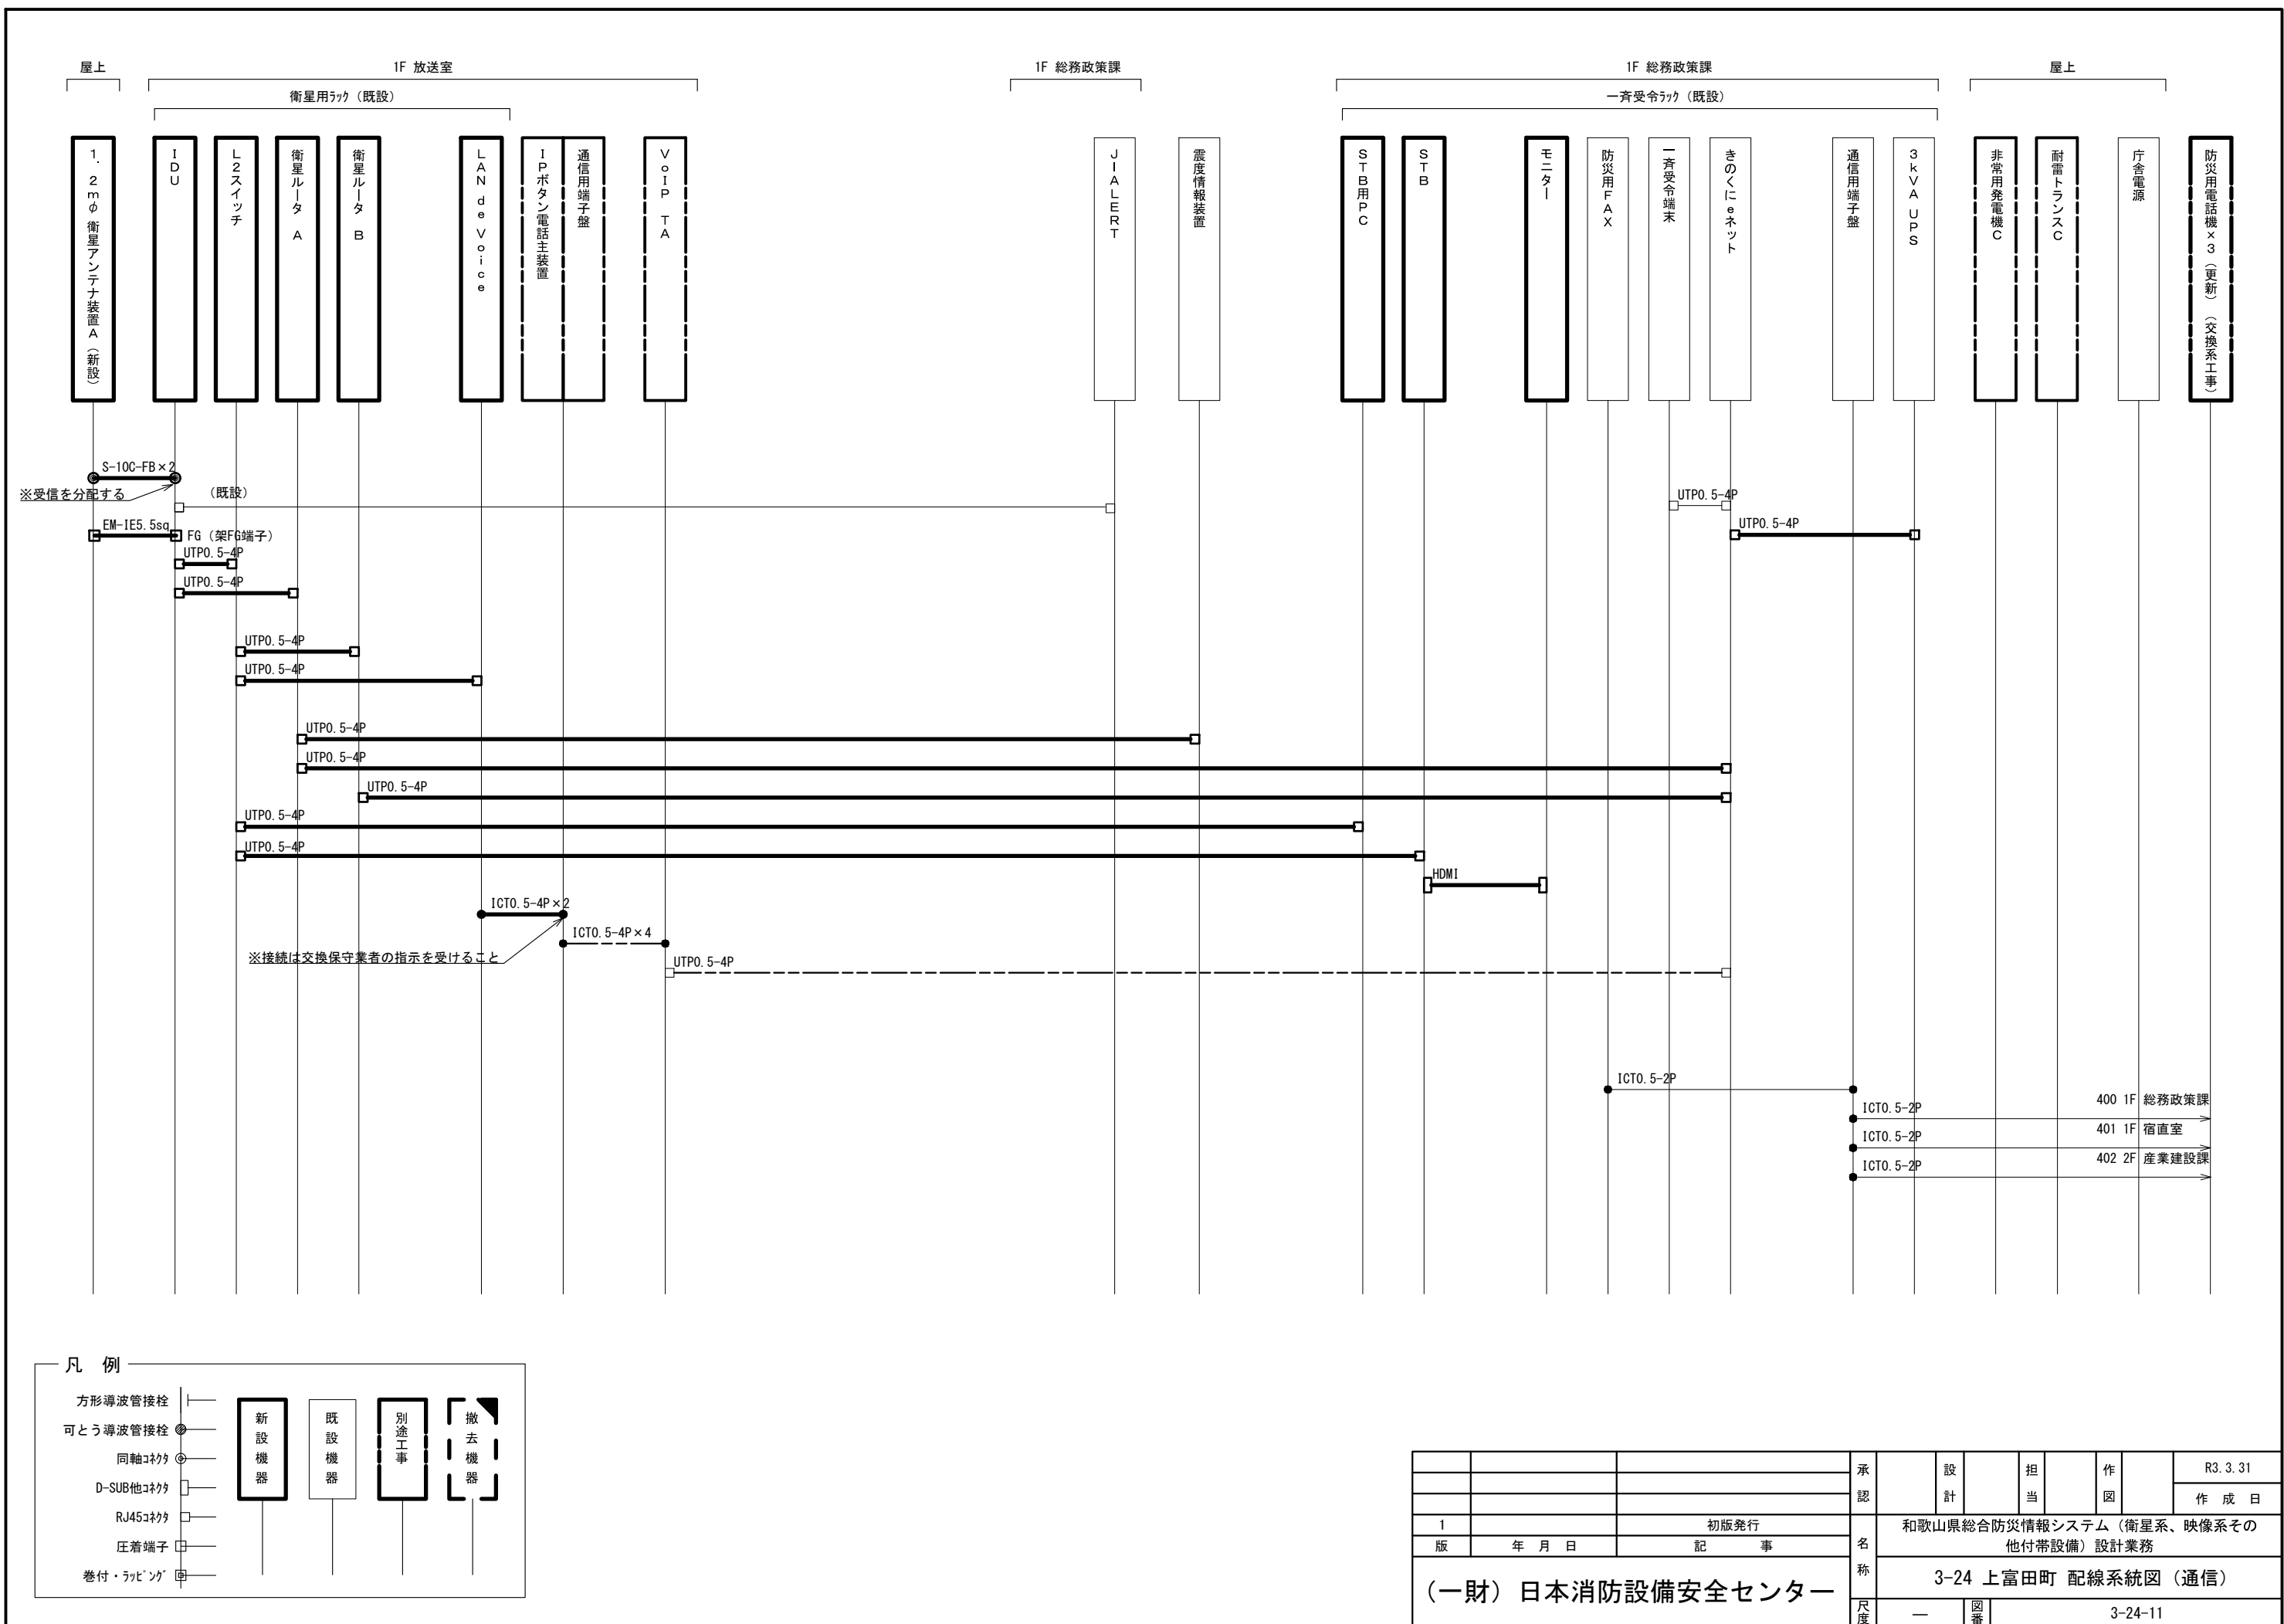 屋上
1F 放送室
1F 総務政策課
1F 総務政策課
屋上
衛星用ﾗｯｸ（既設）
一斉受令ﾗｯｸ（既設）
1．2mφ 衛星アンテナ装置A（新設）
IDU
L2スイッチ
衛星ルータ A
衛星ルータ B
LAN de Voice
IPボタン電話主装置
通信用端子盤
VoIP TA
JIALERT
震度情報装置
STB用PC
STB
モニター
防災用FAX
一斉受令端末
きのくにeネット
通信用端子盤
3kVA UPS
非常用発電機C
耐雷トランスC
庁舎電源
防災用電話機×3（更新）（交換系工事）
S-10C-FB×2
※受信を分配する
（既設）
UTP0.5-4P
EM-IE5.5sq
FG（架FG端子）
UTP0.5-4P
UTP0.5-4P
UTP0.5-4P
UTP0.5-4P
UTP0.5-4P
UTP0.5-4P
UTP0.5-4P
UTP0.5-4P
UTP0.5-4P
UTP0.5-4P
HDMI
ICT0.5-4P×2
ICT0.5-4P×4
※接続は交換保守業者の指示を受けること
UTP0.5-4P
ICT0.5-2P
400 1F 総務政策課
ICT0.5-2P
401 1F 宿直室
ICT0.5-2P
402 2F 産業建設課
ICT0.5-2P
凡 例
方形導波管接栓
可とう導波管接栓
同軸ｺﾈｸﾀ
D-SUB他ｺﾈｸﾀ
RJ45ｺﾈｸﾀ
圧着端子
巻付・ﾗｯﾋﾟﾝｸﾞ
新設機器
既設機器
別途工事
撤去機器
承認
設計
担当
作図
R3.3.31
作 成 日
1 初版発行
版 年 月 日 記 事
名称
和歌山県総合防災情報システム（衛星系、映像系その
他付帯設備）設計業務
3-24 上富田町 配線系統図（通信）
（一財）日本消防設備安全センター
尺度
―
図番
3-24-11